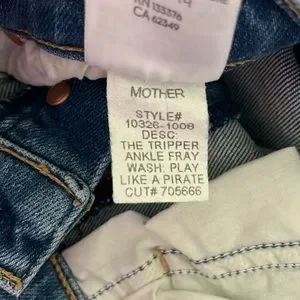 RN 133376
CA 62349
MOTHER
STYLE#
10326-1008
DESC:
THE TRIPPER
ANKLE FRAY
WASH: PLAY
LIKE A PIRATE
CUT# 705666